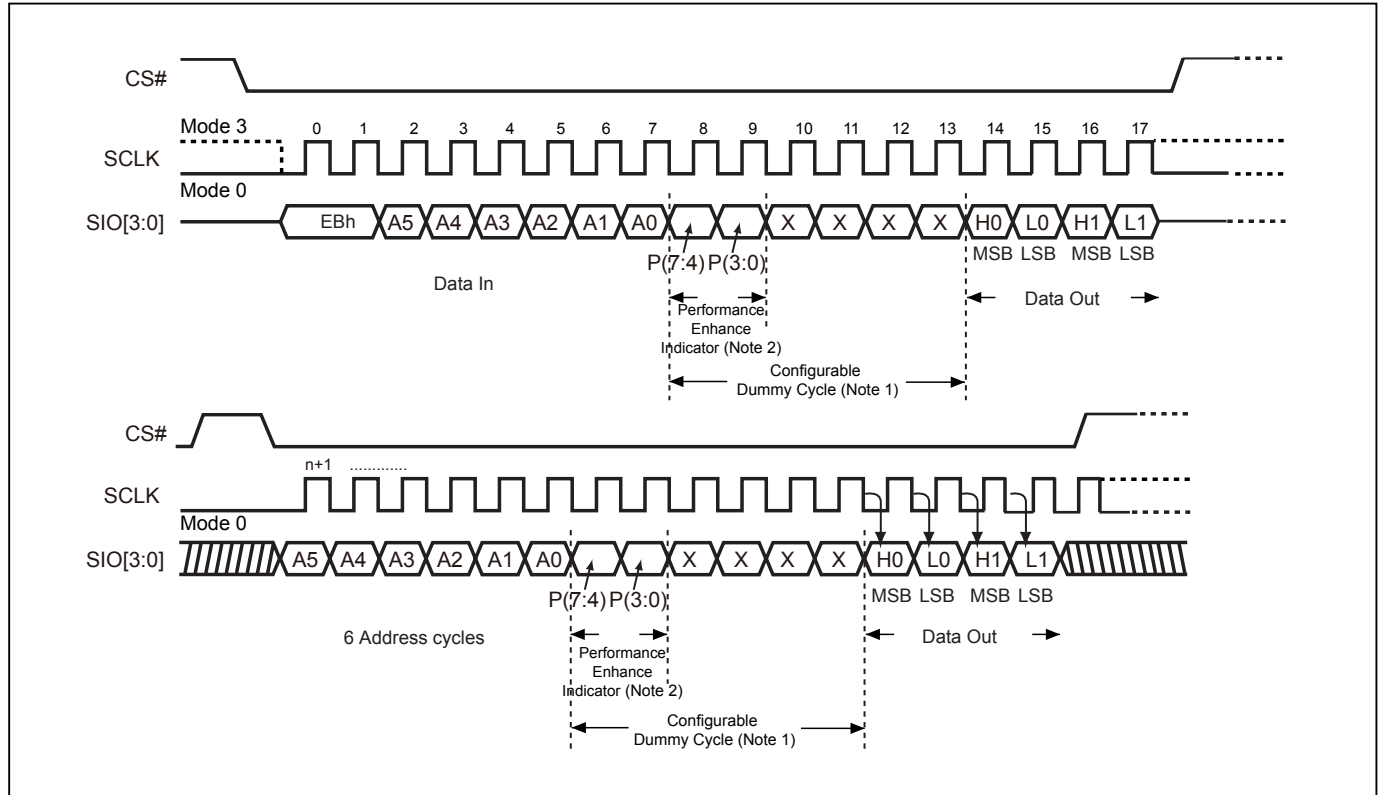 CS#
Mode 3
0 1 2 3 4 5 6 7 8 9 10 11 12 13 14 15 16 17
SCLK
Mode 0
SIO[3:0] EBh A5 A4 A3 A2 A1 A0 X X X X H0 L0 H1 L1
P(7:4) P(3:0) MSB LSB MSB LSB
Data In
Data Out
Performance
Enhance
Indicator (Note 2)
Configurable
Dummy Cycle (Note 1)
CS#
n+1 .............
SCLK
Mode 0
SIO[3:0] A5 A4 A3 A2 A1 A0 X X X X H0 L0 H1 L1
P(7:4) P(3:0) MSB LSB MSB LSB
6 Address cycles
Data Out
Performance
Enhance
Indicator (Note 2)
Configurable
Dummy Cycle (Note 1)